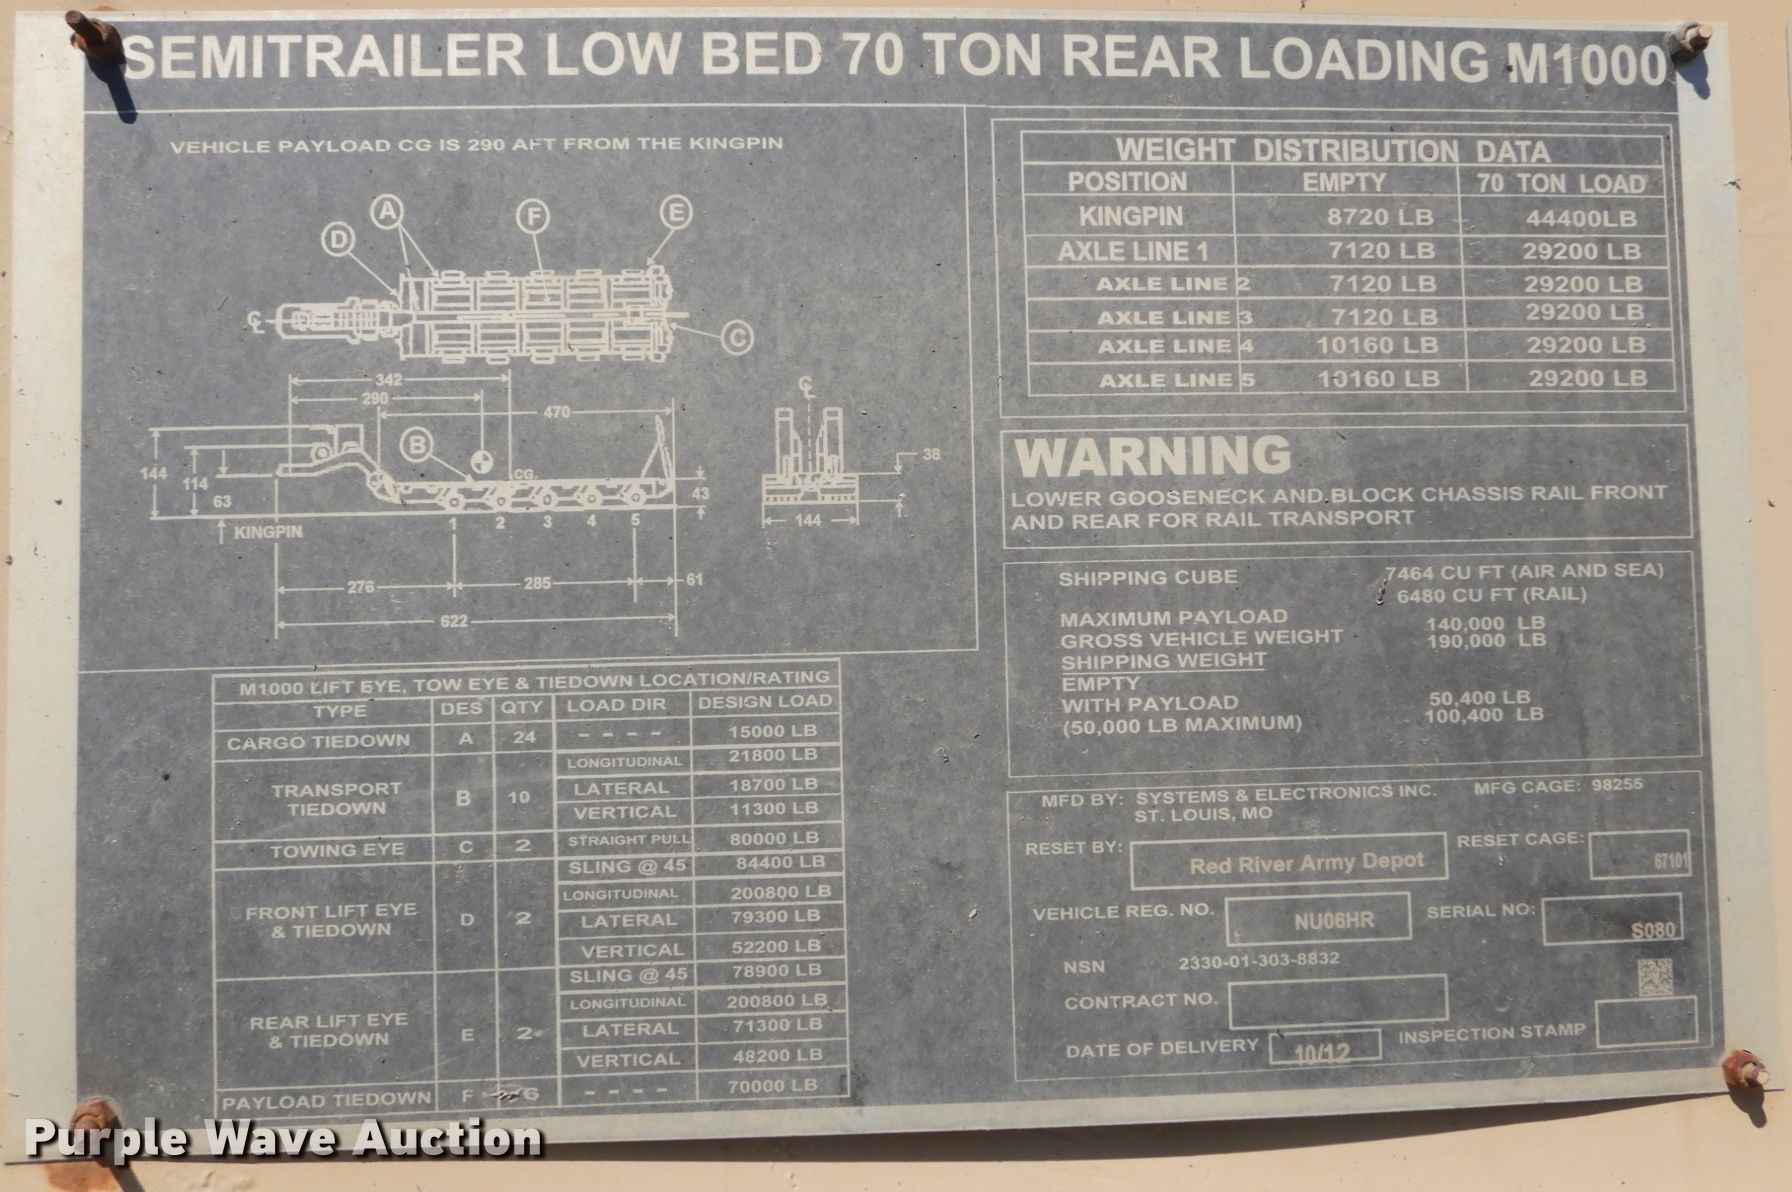 SEMITRAILER LOW BED 70 TON REAR LOADING M1000
VEHICLE PAYLOAD CG IS 290 AFT FROM THE KINGPIN
A
F
E
D
C
CL
342
290
470
B
CG
144
114
63
KINGPIN
43
1 2 3 4 5
276
285
61
622
CL
38
144
WEIGHT DISTRIBUTION DATA
POSITION EMPTY 70 TON LOAD
KINGPIN 8720 LB 44400LB
AXLE LINE 1 7120 LB 29200 LB
AXLE LINE 2 7120 LB 29200 LB
AXLE LINE 3 7120 LB 29200 LB
AXLE LINE 4 10160 LB 29200 LB
AXLE LINE 5 10160 LB 29200 LB
WARNING
LOWER GOOSENECK AND BLOCK CHASSIS RAIL FRONT
AND REAR FOR RAIL TRANSPORT
SHIPPING CUBE 7464 CU FT (AIR AND SEA)
6480 CU FT (RAIL)
MAXIMUM PAYLOAD 140,000 LB
GROSS VEHICLE WEIGHT 190,000 LB
SHIPPING WEIGHT
EMPTY 50,400 LB
WITH PAYLOAD 100,400 LB
(50,000 LB MAXIMUM)
M1000 LIFT EYE, TOW EYE & TIEDOWN LOCATION/RATING
TYPE DES QTY LOAD DIR DESIGN LOAD
CARGO TIEDOWN A 24 - - - - 15000 LB
LONGITUDINAL 21800 LB
TRANSPORT TIEDOWN B 10 LATERAL 18700 LB
VERTICAL 11300 LB
TOWING EYE C 2 STRAIGHT PULL 80000 LB
SLING @ 45 84400 LB
LONGITUDINAL 200800 LB
FRONT LIFT EYE & TIEDOWN D 2 LATERAL 79300 LB
VERTICAL 52200 LB
SLING @ 45 78900 LB
LONGITUDINAL 200800 LB
REAR LIFT EYE & TIEDOWN E 2 LATERAL 71300 LB
VERTICAL 48200 LB
PAYLOAD TIEDOWN F 6 - - - - 70000 LB
MFD BY: SYSTEMS & ELECTRONICS INC. MFG CAGE: 98255
ST. LOUIS, MO
RESET BY: Red River Army Depot RESET CAGE: 67101
VEHICLE REG. NO. NU06HR SERIAL NO: S080
NSN 2330-01-303-8832
CONTRACT NO.
DATE OF DELIVERY 10/12 INSPECTION STAMP
Purple Wave Auction